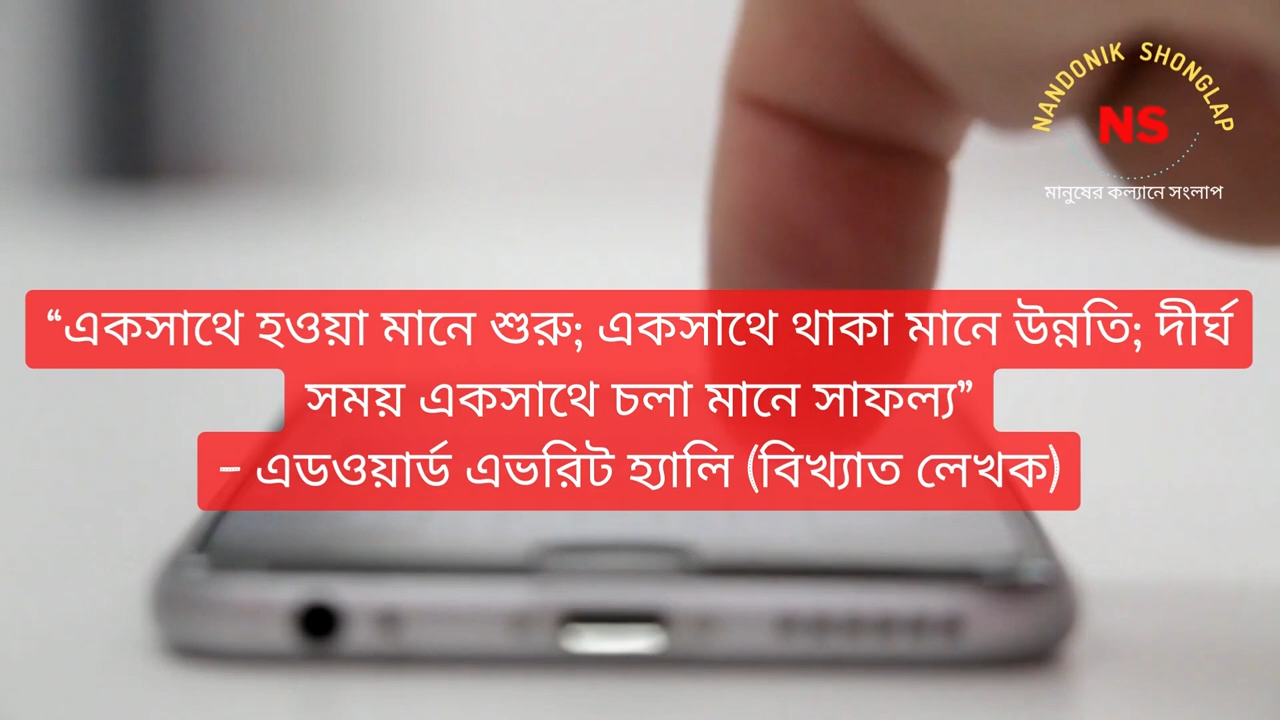 NANDONIK SHONGLAP
NS
মানুষের কল্যানে সংলাপ
“একসাথে হওয়া মানে শুরু; একসাথে থাকা মানে উন্নতি; দীর্ঘ
সময় একসাথে চলা মানে সাফল্য”
– এডওয়ার্ড এভরিট হ্যালি (বিখ্যাত লেখক)